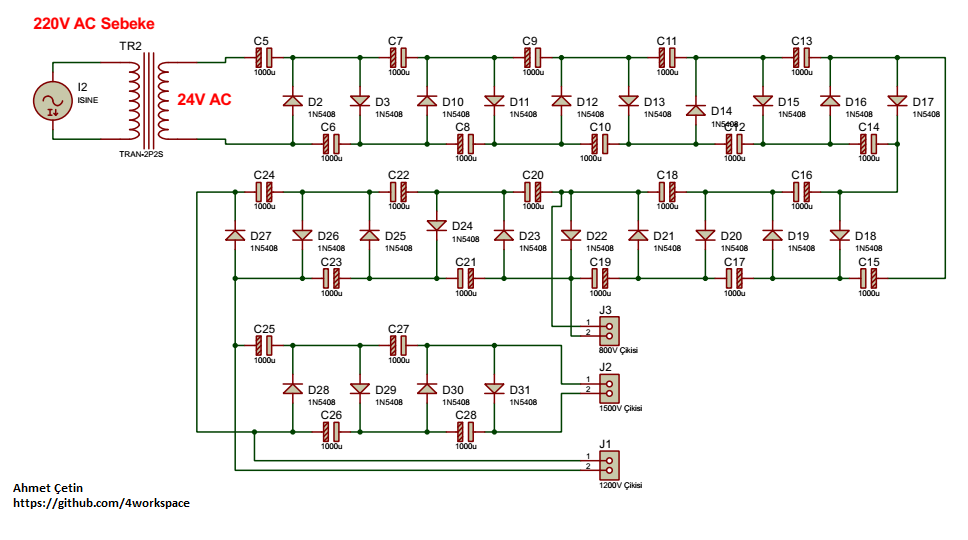 220V AC Sebeke
TR2
I2
ISINE
24V AC
TRAN-2P2S
C5
1000u
C7
1000u
C9
1000u
C11
1000u
C13
1000u
D2
1N5408
D3
1N5408
D10
1N5408
D11
1N5408
D12
1N5408
D13
1N5408
D14
1N5408
D15
1N5408
D16
1N5408
D17
1N5408
C6
1000u
C8
1000u
C10
1000u
C12
1000u
C14
1000u
C24
1000u
C22
1000u
C20
1000u
C18
1000u
C16
1000u
D27
1N5408
D26
1N5408
D25
1N5408
D24
1N5408
D23
1N5408
D22
1N5408
D21
1N5408
D20
1N5408
D19
1N5408
D18
1N5408
C23
1000u
C21
1000u
C19
1000u
C17
1000u
C15
1000u
J3
1
2
800V Çikisi
C25
1000u
C27
1000u
D28
1N5408
D29
1N5408
D30
1N5408
D31
1N5408
J2
1
2
1500V Çikisi
C26
1000u
C28
1000u
J1
1
2
1200V Çikisi
Ahmet Çetin
https://github.com/4workspace